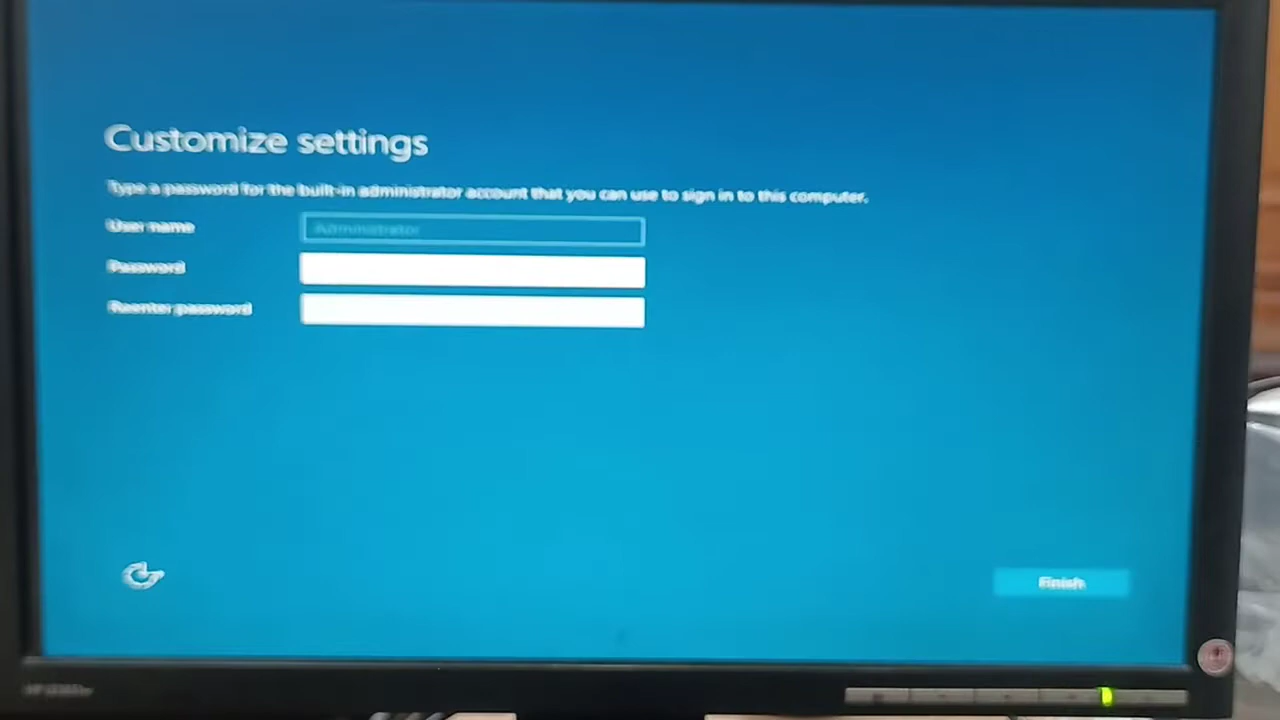 Customize settings
Type a password for the built-in administrator account that you can use to sign in to this computer.
User name
Administrator
Password
Reenter password
Finish